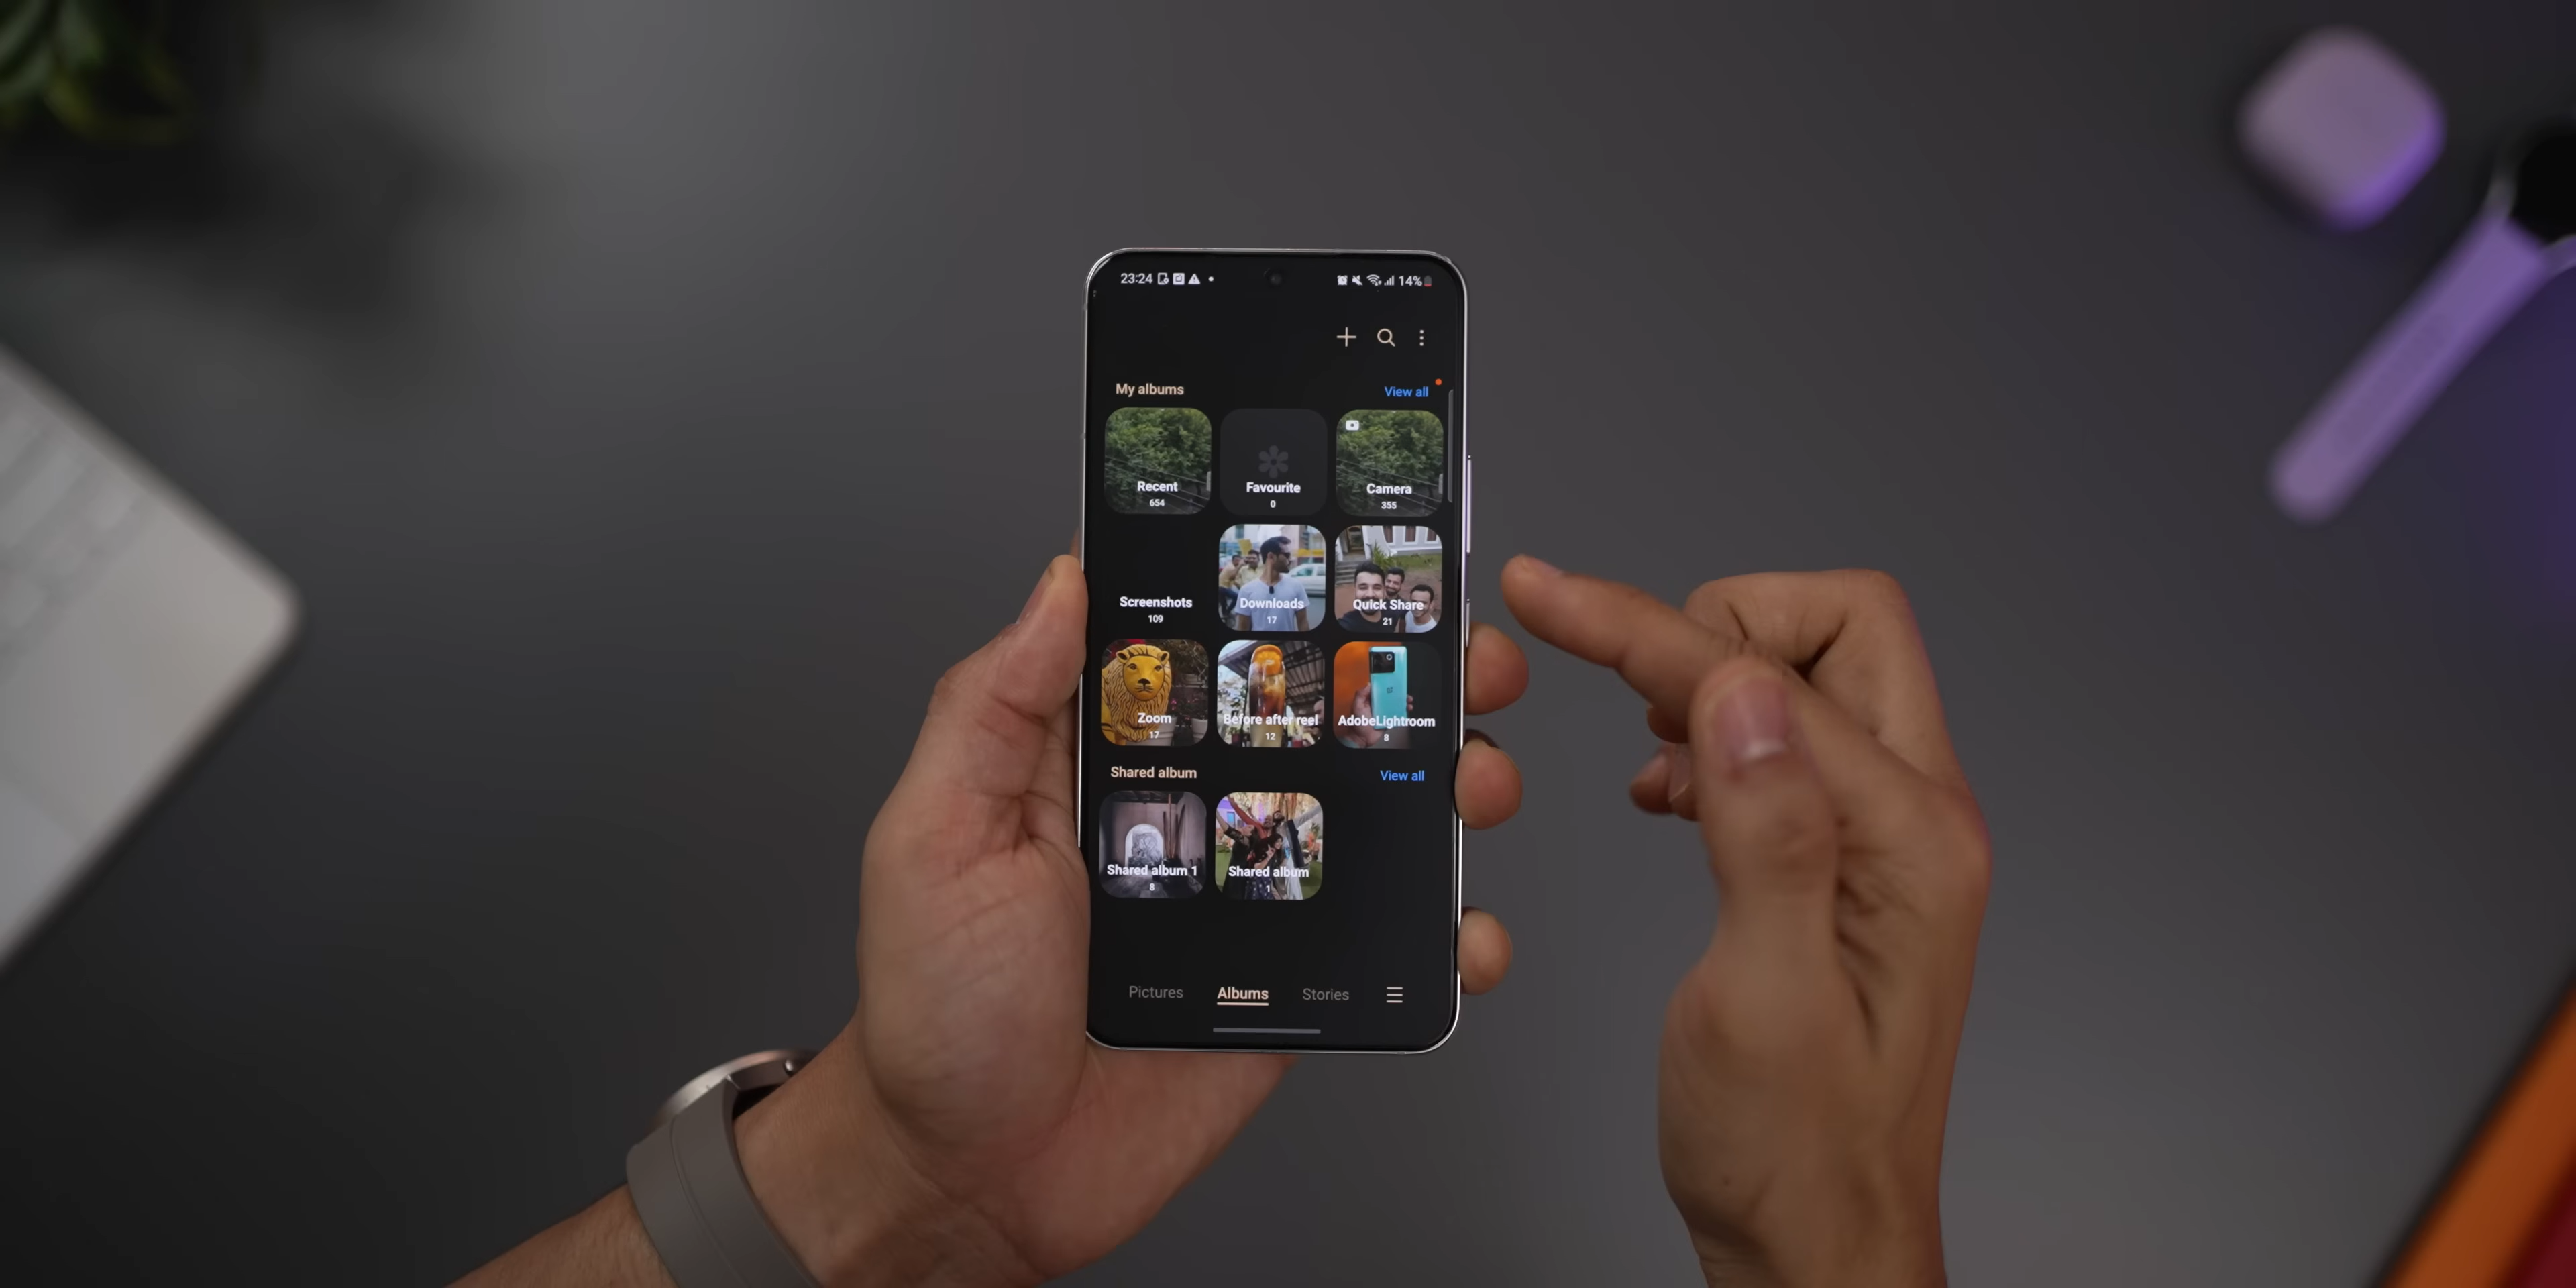 23:24
14%
My albums
View all
Recent
654
Favourite
0
Camera
355
Screenshots
109
Downloads
17
Quick Share
21
Zoom
17
Before after reel
12
AdobeLightroom
8
Shared album
View all
Shared album 1
8
Shared album
1
Pictures
Albums
Stories